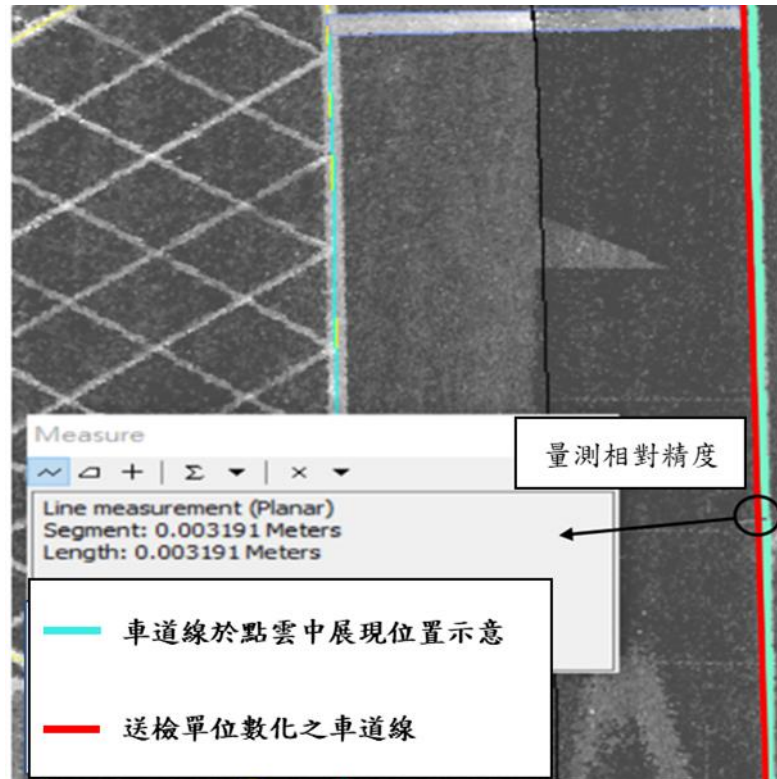 Measure
量測相對精度
Line measurement (Planar)
Segment: 0.003191 Meters
Length: 0.003191 Meters
車道線於點雲中展現位置示意
送檢單位數化之車道線